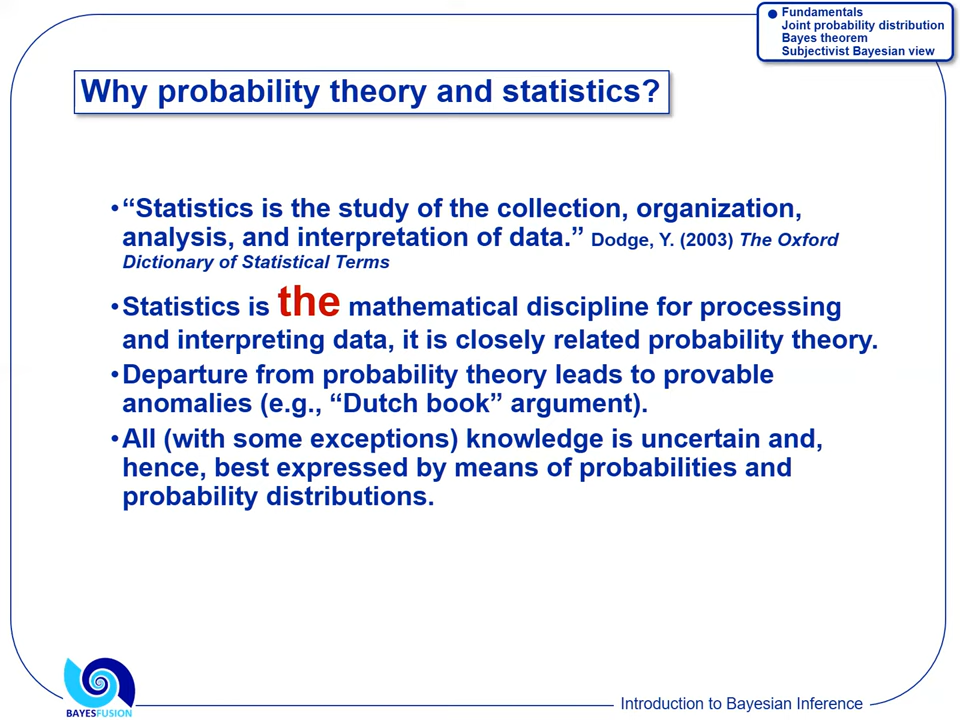 Fundamentals
Joint probability distribution
Bayes theorem
Subjectivist Bayesian view
Why probability theory and statistics?
•“Statistics is the study of the collection, organization,
analysis, and interpretation of data.” Dodge, Y. (2003) The Oxford
Dictionary of Statistical Terms
•Statistics is the mathematical discipline for processing
and interpreting data, it is closely related probability theory.
•Departure from probability theory leads to provable
anomalies (e.g., “Dutch book” argument).
•All (with some exceptions) knowledge is uncertain and,
hence, best expressed by means of probabilities and
probability distributions.
BAYESFUSION
Introduction to Bayesian Inference